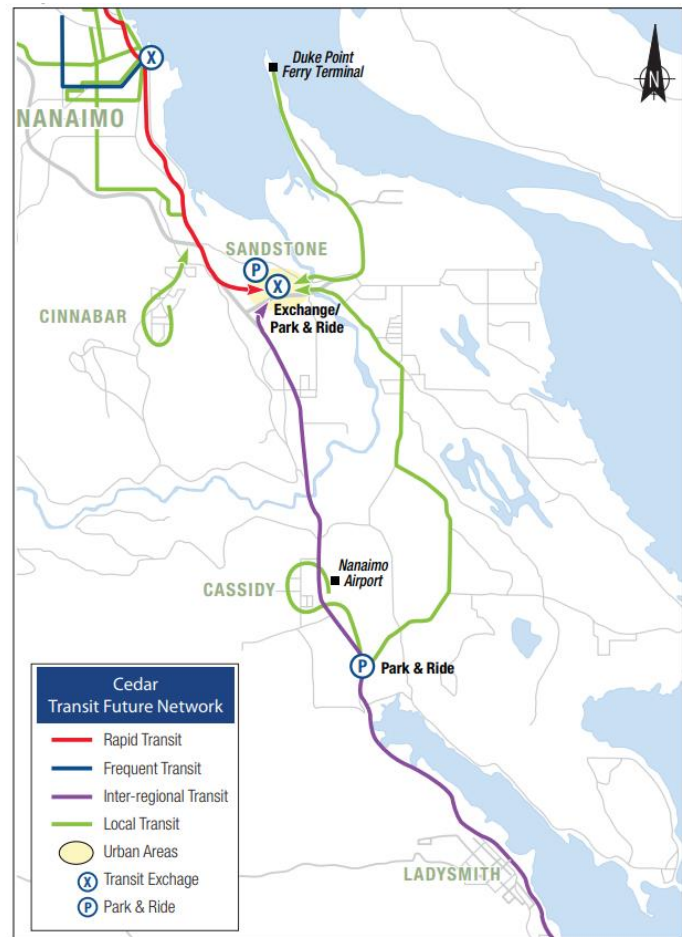 Duke Point
Ferry Terminal
N
X
NANAIMO
SANDSTONE
P
X
Exchange/
Park & Ride
CINNABAR
Nanaimo
Airport
CASSIDY
P
Park & Ride
Cedar
Transit Future Network
Rapid Transit
Frequent Transit
Inter-regional Transit
Local Transit
Urban Areas
X Transit Exchage
P Park & Ride
LADYSMITH